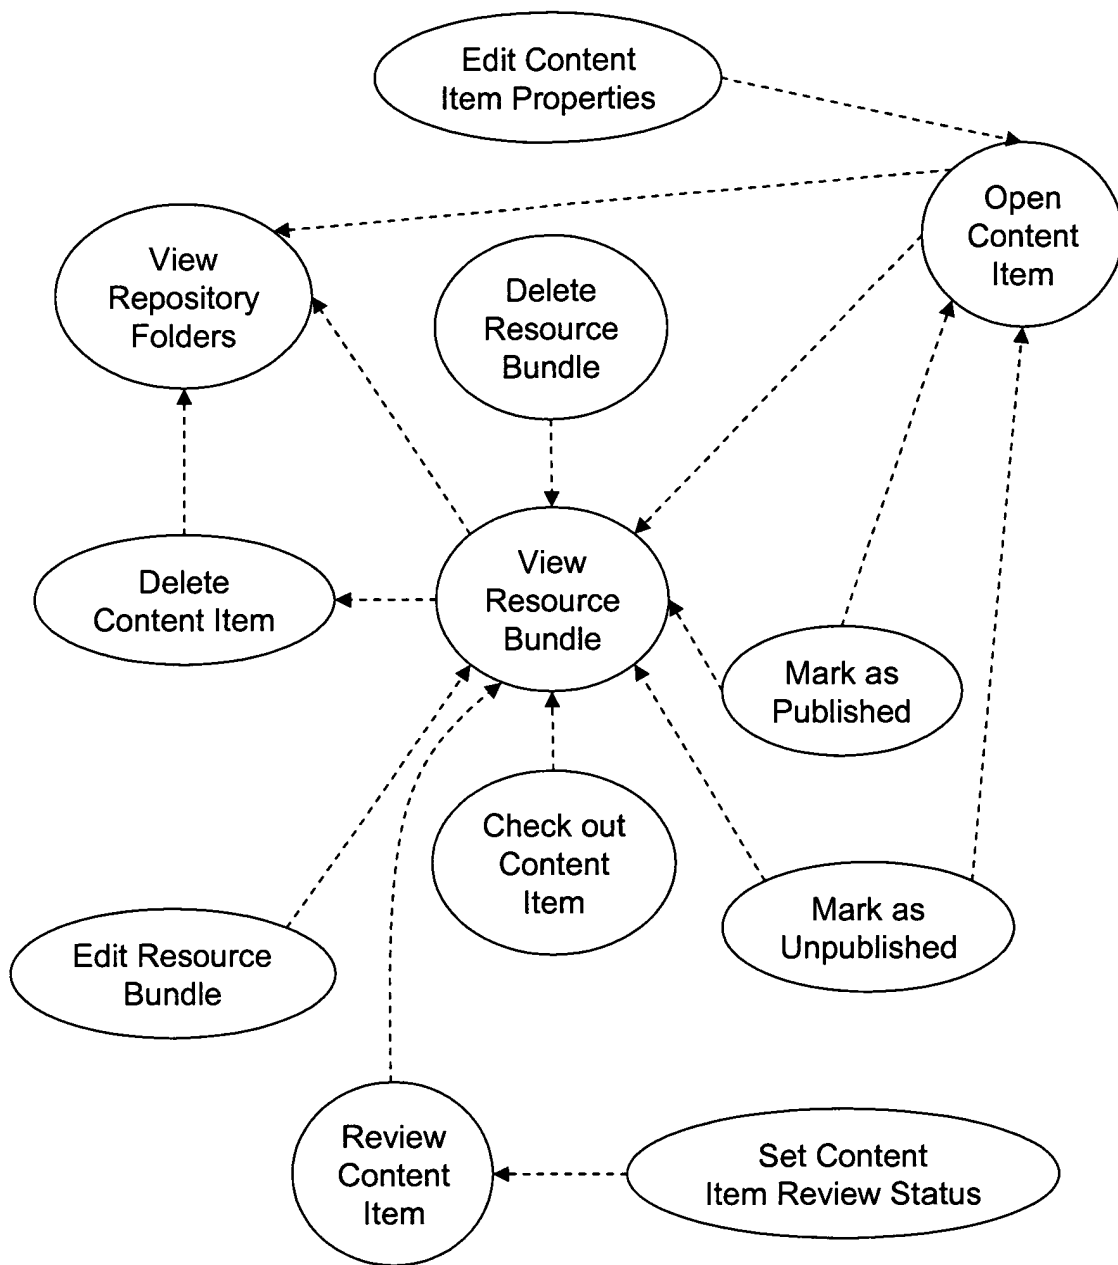 Edit Content
Item Properties
Open
Content
Item
View
Repository
Folders
Delete
Resource
Bundle
View
Resource
Bundle
Delete
Content Item
Mark as
Published
Check out
Content
Item
Mark as
Unpublished
Edit Resource
Bundle
Review
Content
Item
Set Content
Item Review Status